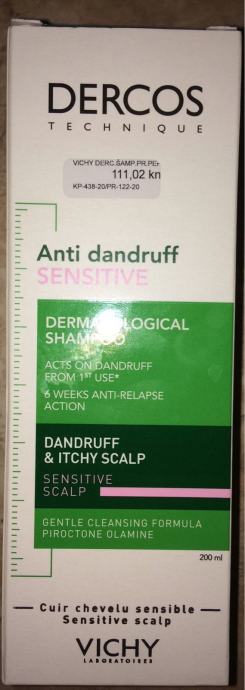 DERCOS
TECHNIQUE
VICHY DERC.ŠAMP.PR.PER
111,02 kn
KP-438-20/PR-122-20
Anti dandruff
SENSITIVE
DERMATOLOGICAL
SHAMPOO
ACTS ON DANDRUFF
FROM 1ST USE*
6 WEEKS ANTI-RELAPSE
ACTION
DANDRUFF
& ITCHY SCALP
SENSITIVE
SCALP
GENTLE CLEANSING FORMULA
PIROCTONE OLAMINE
200 ml
Cuir chevelu sensible
Sensitive scalp
VICHY
LABORATOIRES